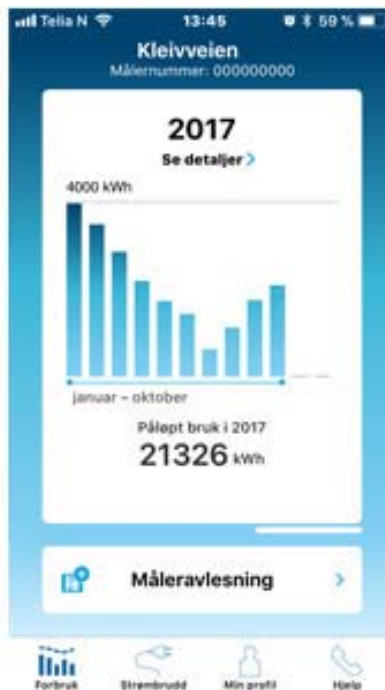 Telia N 13:45 59 %
Kleivveien
Målernummer: 000000000
2017
Se detaljer
4000 kWh
januar – oktober
Påløpt bruk i 2017
21326 kWh
Måleravlesning
Forbruk Strømbrudd Min profil Hjelp